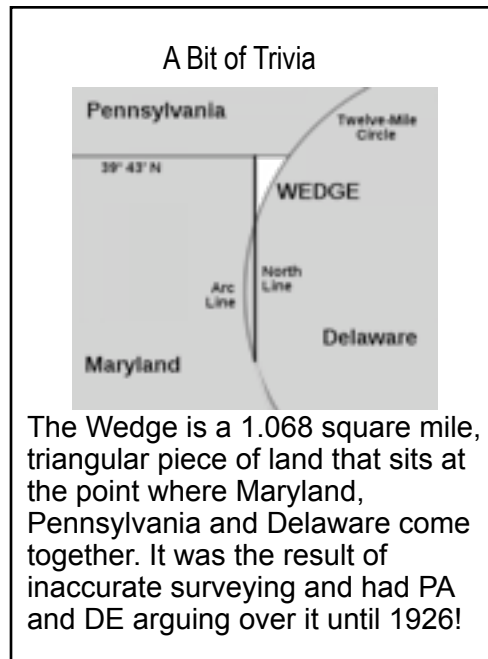 A Bit of Trivia
Pennsylvania
Twelve-Mile
Circle
39° 43' N
WEDGE
Arc
Line
North
Line
Delaware
Maryland
The Wedge is a 1.068 square mile,
triangular piece of land that sits at
the point where Maryland,
Pennsylvania and Delaware come
together. It was the result of
inaccurate surveying and had PA
and DE arguing over it until 1926!